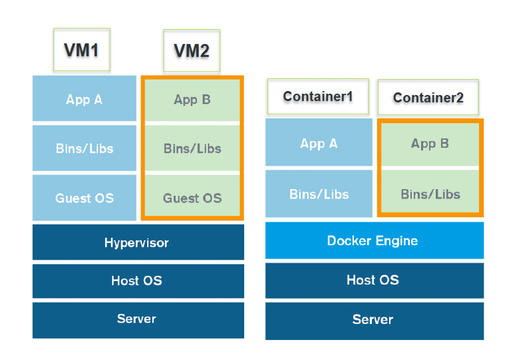 VM1
VM2
App A
App B
Bins/Libs
Bins/Libs
Guest OS
Guest OS
Hypervisor
Host OS
Server
Container1
Container2
App A
App B
Bins/Libs
Bins/Libs
Docker Engine
Host OS
Server